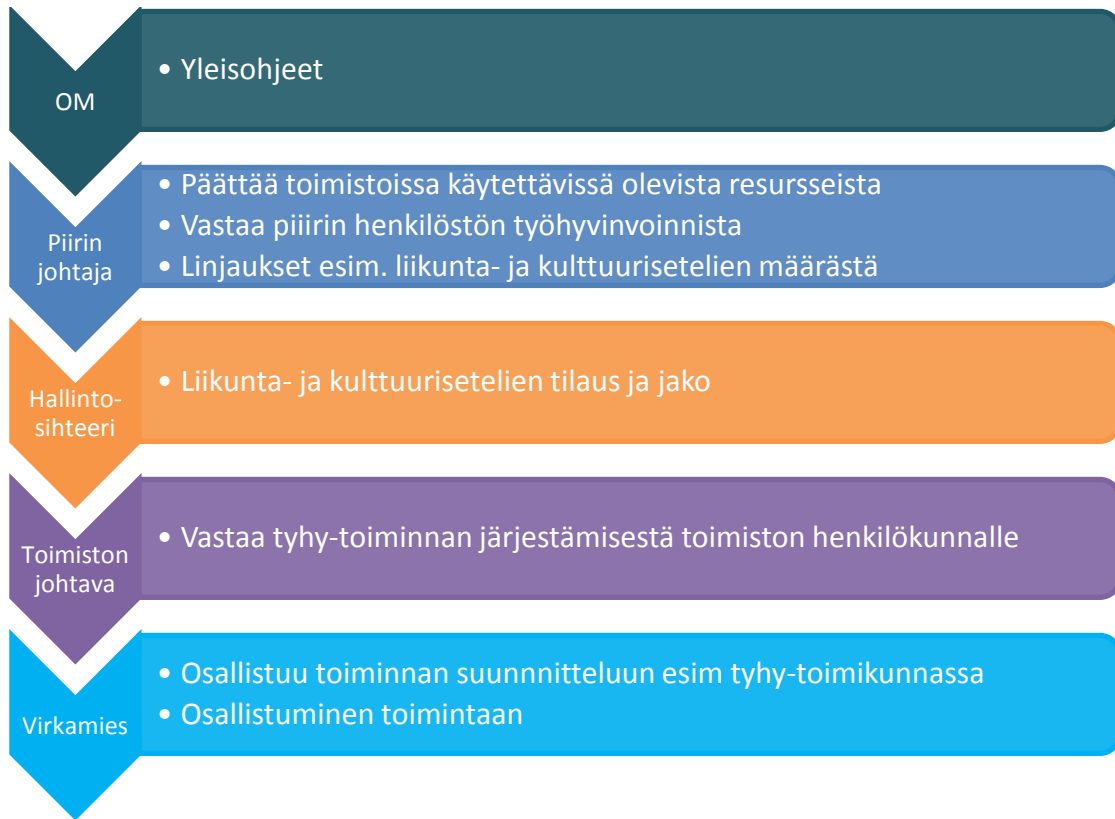 OM
• Yleisohjeet
Piirin
johtaja
• Päättää toimistoissa käytettävissä olevista resursseista
• Vastaa piiirin henkilöstön työhyvinvoinnista
• Linjaukset esim. liikunta- ja kulttuurisetelien määrästä
Hallinto-
sihteeri
• Liikunta- ja kulttuurisetelien tilaus ja jako
Toimiston
johtava
• Vastaa tyhy-toiminnan järjestämisestä toimiston henkilökunnalle
Virkamies
• Osallistuu toiminnan suunnnitteluun esim tyhy-toimikunnassa
• Osallistuminen toimintaan